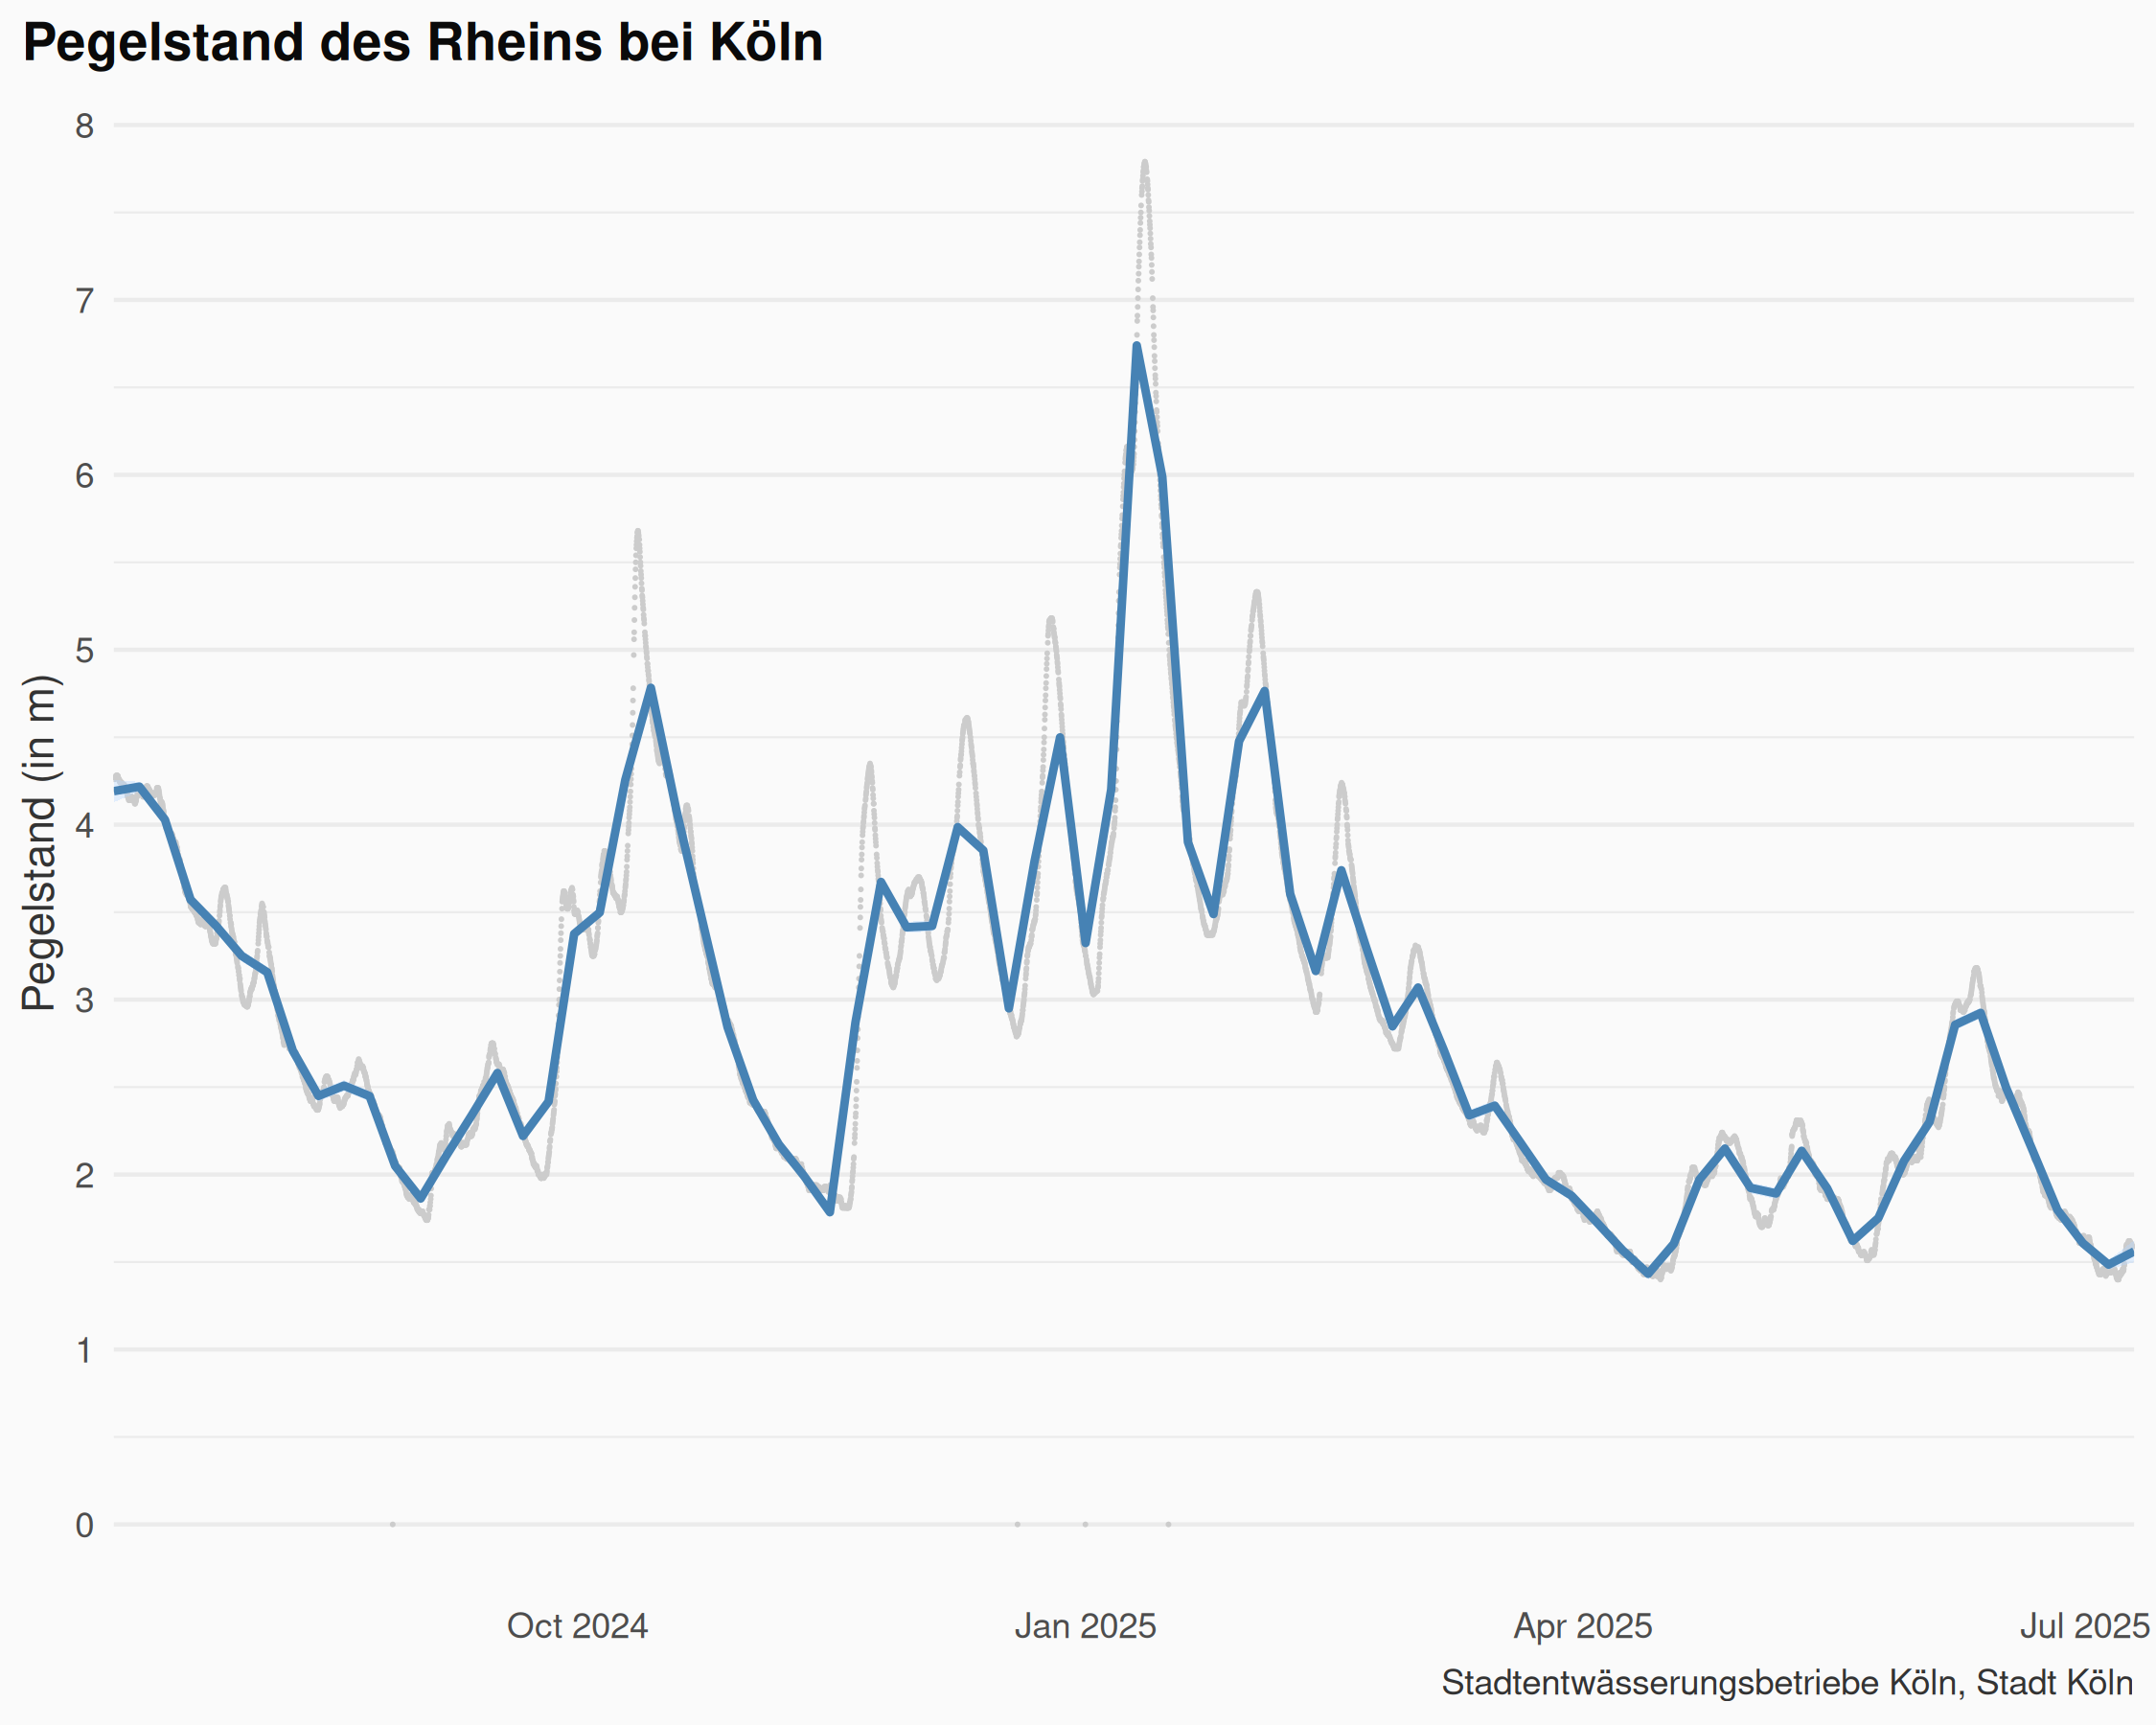 Pegelstand des Rheins bei Köln
Pegelstand (in m)
8
7
6
5
4
3
2
1
0
Oct 2024 Jan 2025 Apr 2025 Jul 2025
Stadtentwässerungsbetriebe Köln, Stadt Köln